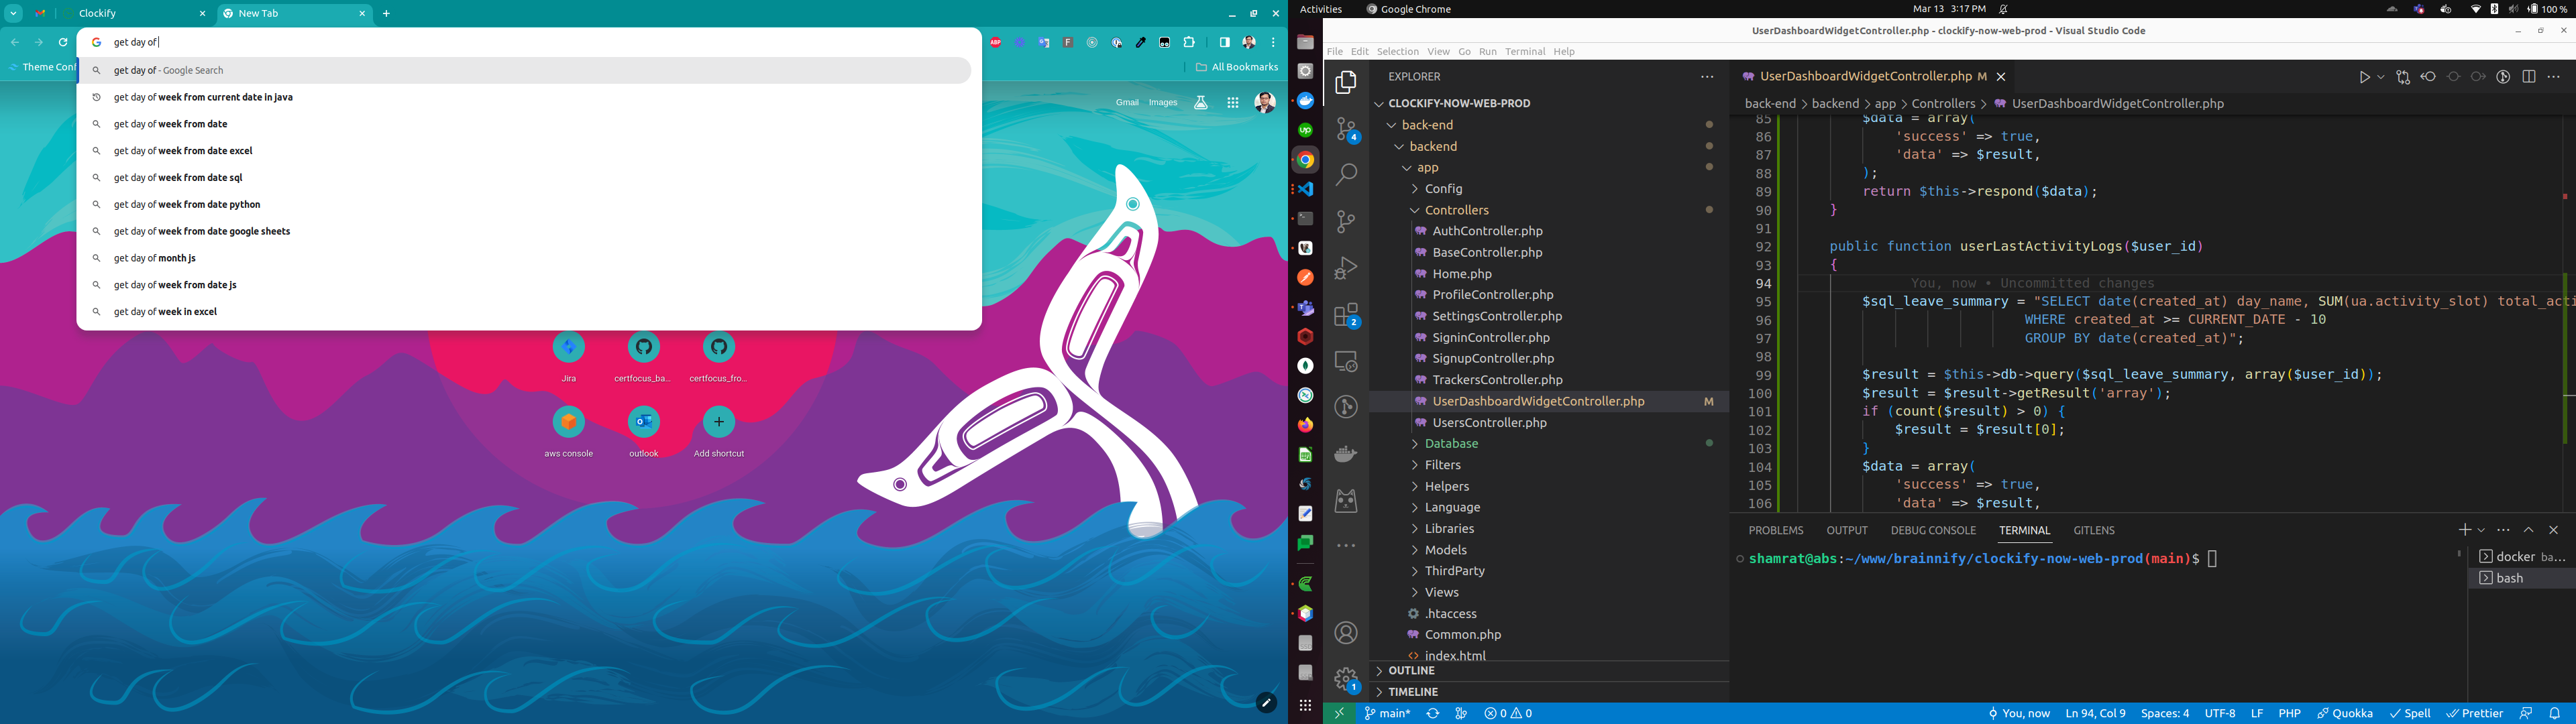 Clockify
New Tab
get day of
Theme Conf
All Bookmarks
get day of - Google Search
get day of week from current date in java
get day of week from date
get day of week from date excel
get day of week from date sql
get day of week from date python
get day of week from date google sheets
get day of month js
get day of week from date js
get day of week in excel
Gmail Images
Jira
certfocus_ba...
certfocus_fro...
aws console
outlook
Add shortcut
Activities
Google Chrome
Mar 13 3:17 PM
100 %
UserDashboardWidgetController.php - clockify-now-web-prod - Visual Studio Code
File Edit Selection View Go Run Terminal Help
EXPLORER
CLOCKIFY-NOW-WEB-PROD
back-end
backend
app
Config
Controllers
AuthController.php
BaseController.php
Home.php
ProfileController.php
SettingsController.php
SigninController.php
SignupController.php
TrackersController.php
UserDashboardWidgetController.php M
UsersController.php
Database
Filters
Helpers
Language
Libraries
Models
ThirdParty
Views
.htaccess
Common.php
index.html
OUTLINE
TIMELINE
4
2
1
UserDashboardWidgetController.php M
back-end > backend > app > Controllers > UserDashboardWidgetController.php
85 $data = array(
86 'success' => true,
87 'data' => $result,
88 );
89 return $this->respond($data);
90 }
91
92 public function userLastActivityLogs($user_id)
93 {
94 You, now • Uncommitted changes
95 $sql_leave_summary = "SELECT date(created_at) day_name, SUM(ua.activity_slot) total_acti
96 WHERE created_at >= CURRENT_DATE - 10
97 GROUP BY date(created_at)";
98
99 $result = $this->db->query($sql_leave_summary, array($user_id));
100 $result = $result->getResult('array');
101 if (count($result) > 0) {
102 $result = $result[0];
103 }
104 $data = array(
105 'success' => true,
106 'data' => $result,
PROBLEMS OUTPUT DEBUG CONSOLE TERMINAL GITLENS
shamrat@abs:~/www/brainnify/clockify-now-web-prod(main)$
docker ba...
bash
main* 0 0
You, now Ln 94, Col 9 Spaces: 4 UTF-8 LF PHP Quokka Spell Prettier